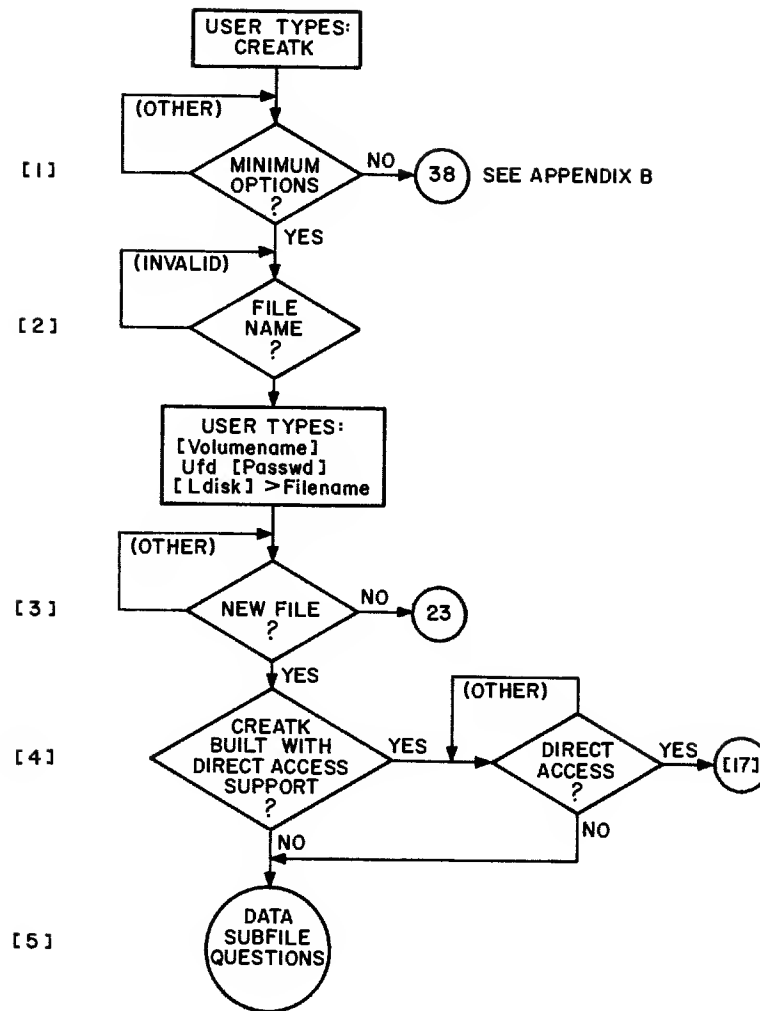 USER TYPES:
CREATK
(OTHER)
[1]
MINIMUM
OPTIONS
?
NO
38
SEE APPENDIX B
YES
(INVALID)
[2]
FILE
NAME
?
USER TYPES:
[Volumename]
Ufd [Passwd]
[Ldisk] >Filename
(OTHER)
[3]
NEW FILE
?
NO
23
YES
(OTHER)
[4]
CREATK
BUILT WITH
DIRECT ACCESS
SUPPORT
?
YES
DIRECT
ACCESS
?
YES
[17]
NO
NO
[5]
DATA
SUBFILE
QUESTIONS